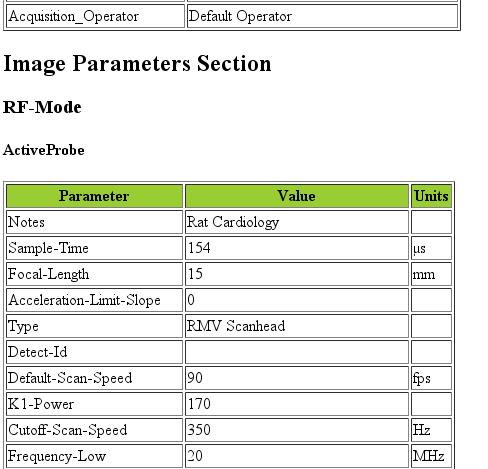 Acquisition_Operator Default Operator
Image Parameters Section
RF-Mode
ActiveProbe
Parameter Value Units
Notes Rat Cardiology
Sample-Time 154 µs
Focal-Length 15 mm
Acceleration-Limit-Slope 0
Type RMV Scanhead
Detect-Id
Default-Scan-Speed 90 fps
K1-Power 170
Cutoff-Scan-Speed 350 Hz
Frequency-Low 20 MHz